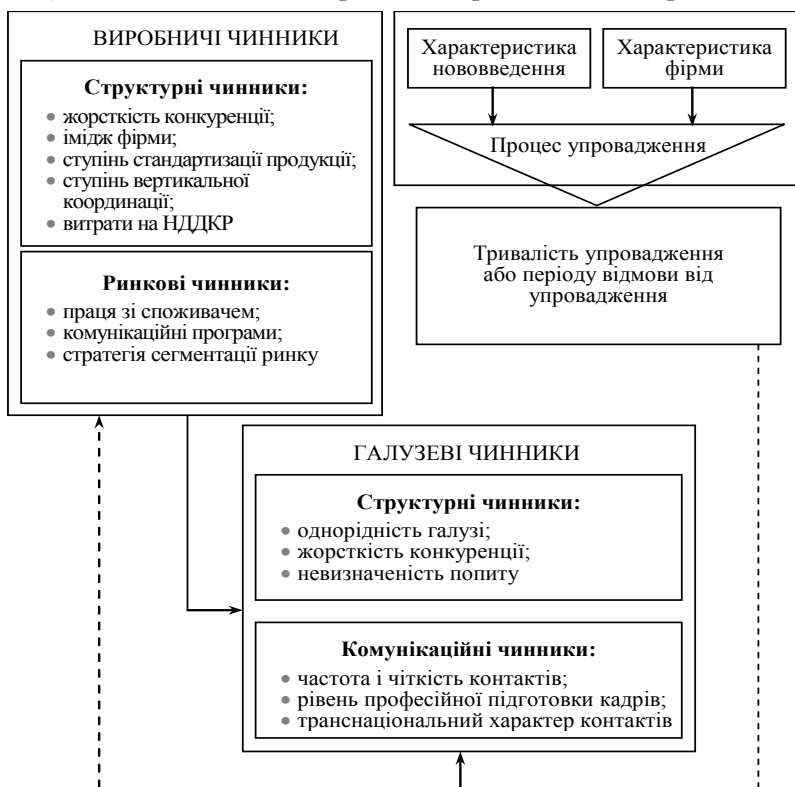 ВИРОБНИЧІ ЧИННИКИ
Структурні чинники:
• жорсткість конкуренції;
• імідж фірми;
• ступінь стандартизації продукції;
• ступінь вертикальної
координації;
• витрати на НДДКР
Ринкові чинники:
• праця зі споживачем;
• комунікаційні програми;
• стратегія сегментації ринку
Характеристика
нововведення
Характеристика
фірми
Процес упровадження
Тривалість упровадження
або періоду відмови від
упровадження
ГАЛУЗЕВІ ЧИННИКИ
Структурні чинники:
• однорідність галузі;
• жорсткість конкуренції;
• невизначеність попиту
Комунікаційні чинники:
• частота і чіткість контактів;
• рівень професійної підготовки кадрів;
• транснаціональний характер контактів